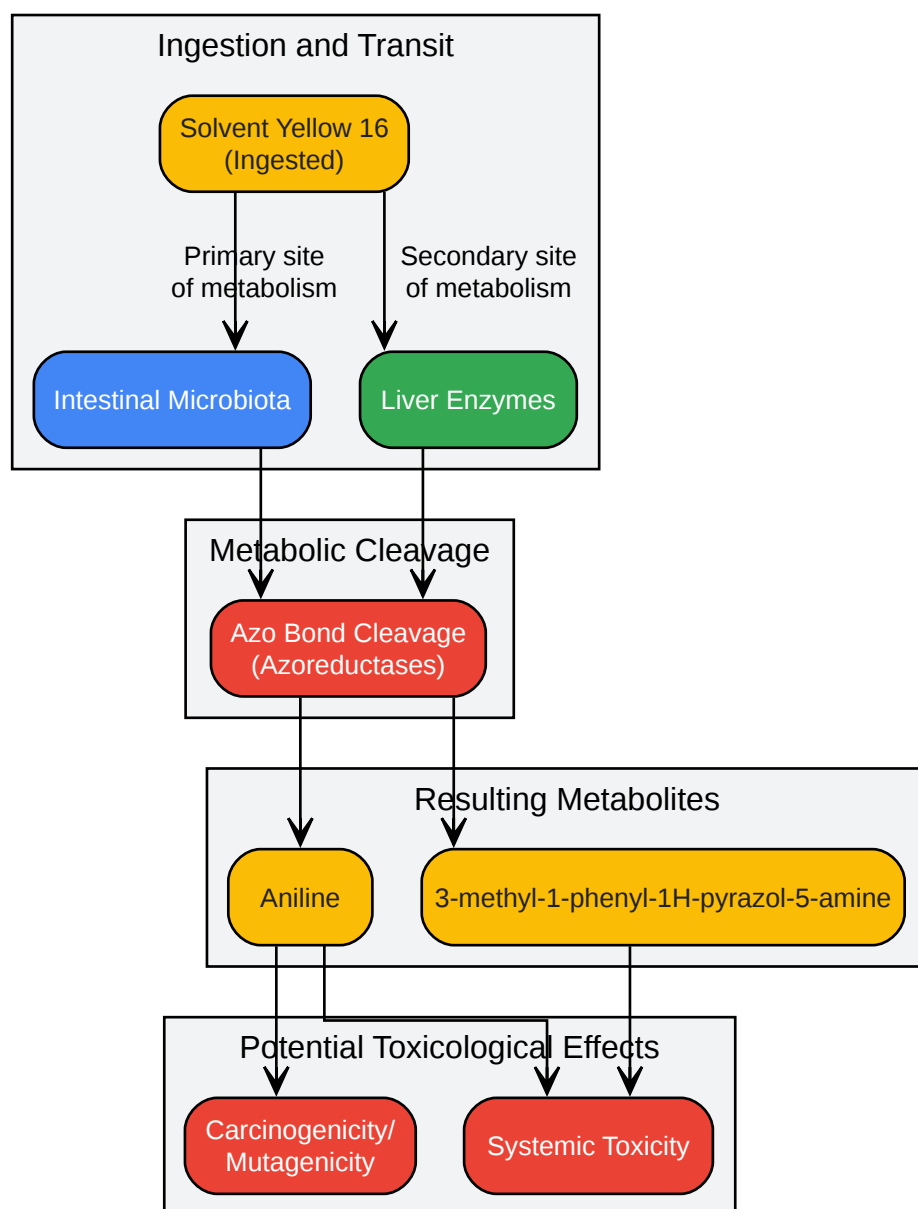 Ingestion and Transit
Solvent Yellow 16
(Ingested)
Primary site
of metabolism
Secondary site
of metabolism
Intestinal Microbiota
Liver Enzymes
Metabolic Cleavage
Azo Bond Cleavage
(Azoreductases)
Resulting Metabolites
Aniline
3-methyl-1-phenyl-1H-pyrazol-5-amine
Potential Toxicological Effects
Carcinogenicity/
Mutagenicity
Systemic Toxicity